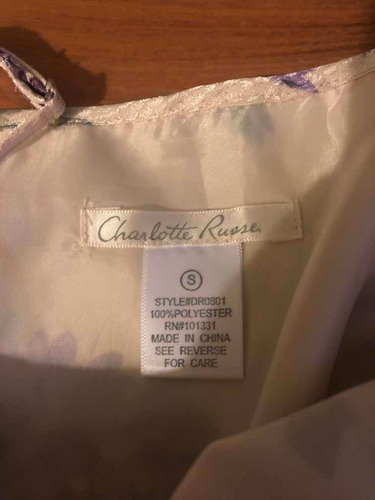 Charlotte Russe
S
STYLE#DR0801
100%POLYESTER
RN#101331
MADE IN CHINA
SEE REVERSE
FOR CARE